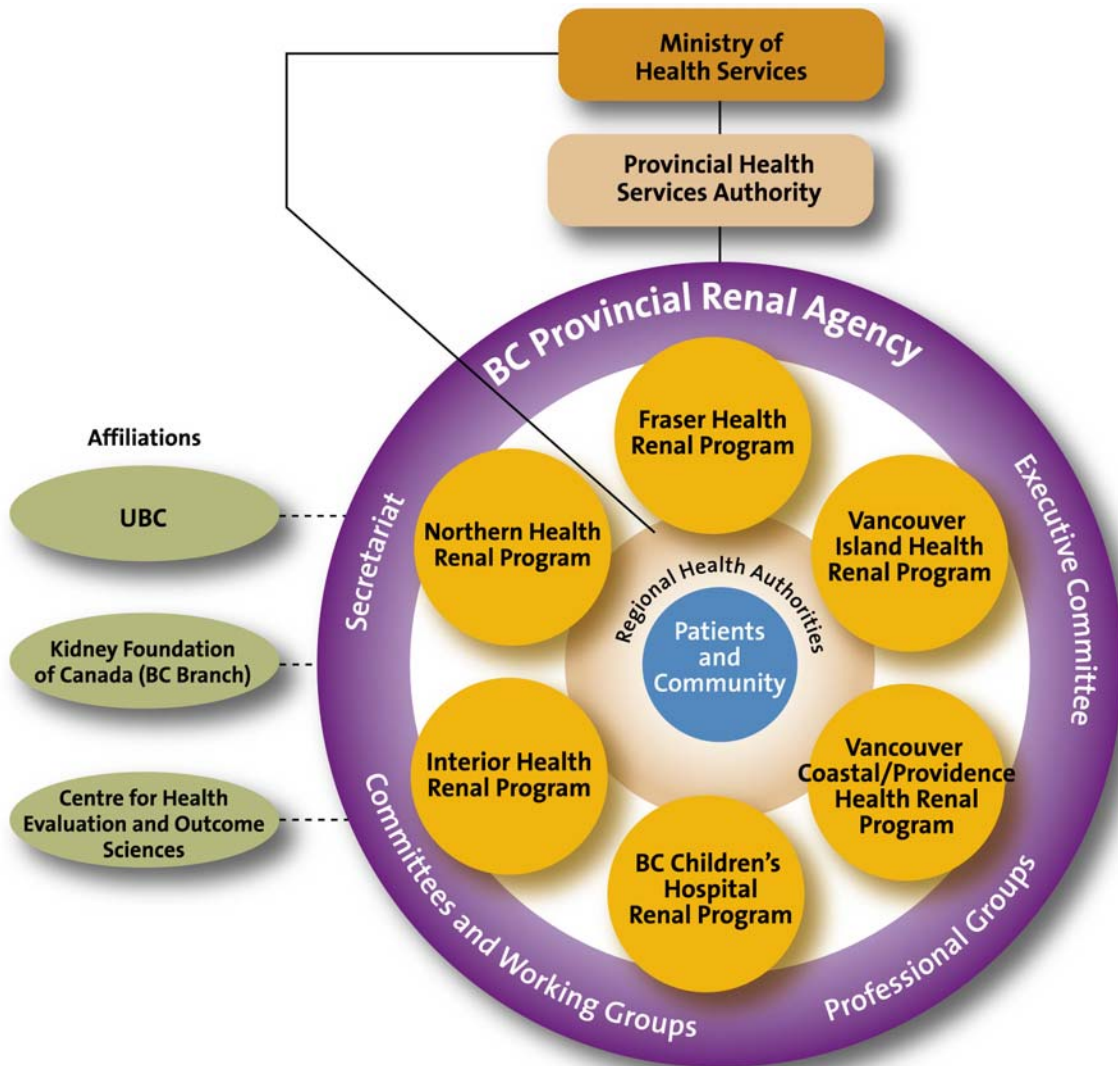 Ministry of
Health Services
Provincial Health
Services Authority
BC Provincial Renal Agency
Executive Committee
Professional Groups
Committees and Working Groups
Secretariat
Fraser Health
Renal Program
Vancouver
Island Health
Renal Program
Vancouver
Coastal/Providence
Health Renal
Program
BC Children’s
Hospital
Renal Program
Interior Health
Renal Program
Northern Health
Renal Program
Regional Health Authorities
Patients
and
Community
Affiliations
UBC
Kidney Foundation
of Canada (BC Branch)
Centre for Health
Evaluation and Outcome
Sciences